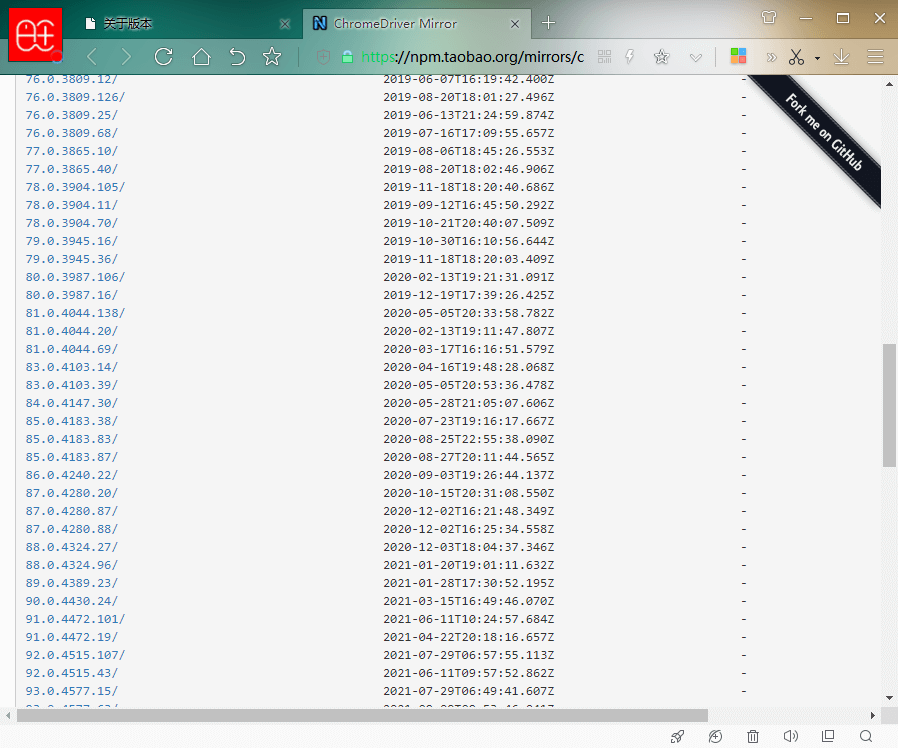 关于版本
ChromeDriver Mirror
https://npm.taobao.org/mirrors/c
76.0.3809.12/ 2019-06-07T16:19:42.400Z -
76.0.3809.126/ 2019-08-20T18:01:27.496Z -
76.0.3809.25/ 2019-06-13T21:24:59.874Z -
76.0.3809.68/ 2019-07-16T17:09:55.657Z -
77.0.3865.10/ 2019-08-06T18:45:26.553Z -
77.0.3865.40/ 2019-08-20T18:02:46.906Z -
78.0.3904.105/ 2019-11-18T18:20:40.686Z -
78.0.3904.11/ 2019-09-12T16:45:50.292Z -
78.0.3904.70/ 2019-10-21T20:40:07.509Z -
79.0.3945.16/ 2019-10-30T16:10:56.644Z -
79.0.3945.36/ 2019-11-18T18:20:03.409Z -
80.0.3987.106/ 2020-02-13T19:21:31.091Z -
80.0.3987.16/ 2019-12-19T17:39:26.425Z -
81.0.4044.138/ 2020-05-05T20:33:58.782Z -
81.0.4044.20/ 2020-02-13T19:11:47.807Z -
81.0.4044.69/ 2020-03-17T16:16:51.579Z -
83.0.4103.14/ 2020-04-16T19:48:28.068Z -
83.0.4103.39/ 2020-05-05T20:53:36.478Z -
84.0.4147.30/ 2020-05-28T21:05:07.606Z -
85.0.4183.38/ 2020-07-23T19:16:17.667Z -
85.0.4183.83/ 2020-08-25T22:55:38.090Z -
85.0.4183.87/ 2020-08-27T20:11:44.565Z -
86.0.4240.22/ 2020-09-03T19:26:44.137Z -
87.0.4280.20/ 2020-10-15T20:31:08.550Z -
87.0.4280.87/ 2020-12-02T16:21:48.349Z -
87.0.4280.88/ 2020-12-02T16:25:34.558Z -
88.0.4324.27/ 2020-12-03T18:04:37.346Z -
88.0.4324.96/ 2021-01-20T19:01:11.632Z -
89.0.4389.23/ 2021-01-28T17:30:52.195Z -
90.0.4430.24/ 2021-03-15T16:49:46.070Z -
91.0.4472.101/ 2021-06-11T10:24:57.684Z -
91.0.4472.19/ 2021-04-22T20:18:16.657Z -
92.0.4515.107/ 2021-07-29T06:57:55.113Z -
92.0.4515.43/ 2021-06-11T09:57:52.862Z -
93.0.4577.15/ 2021-07-29T06:49:41.607Z -
Fork me on GitHub